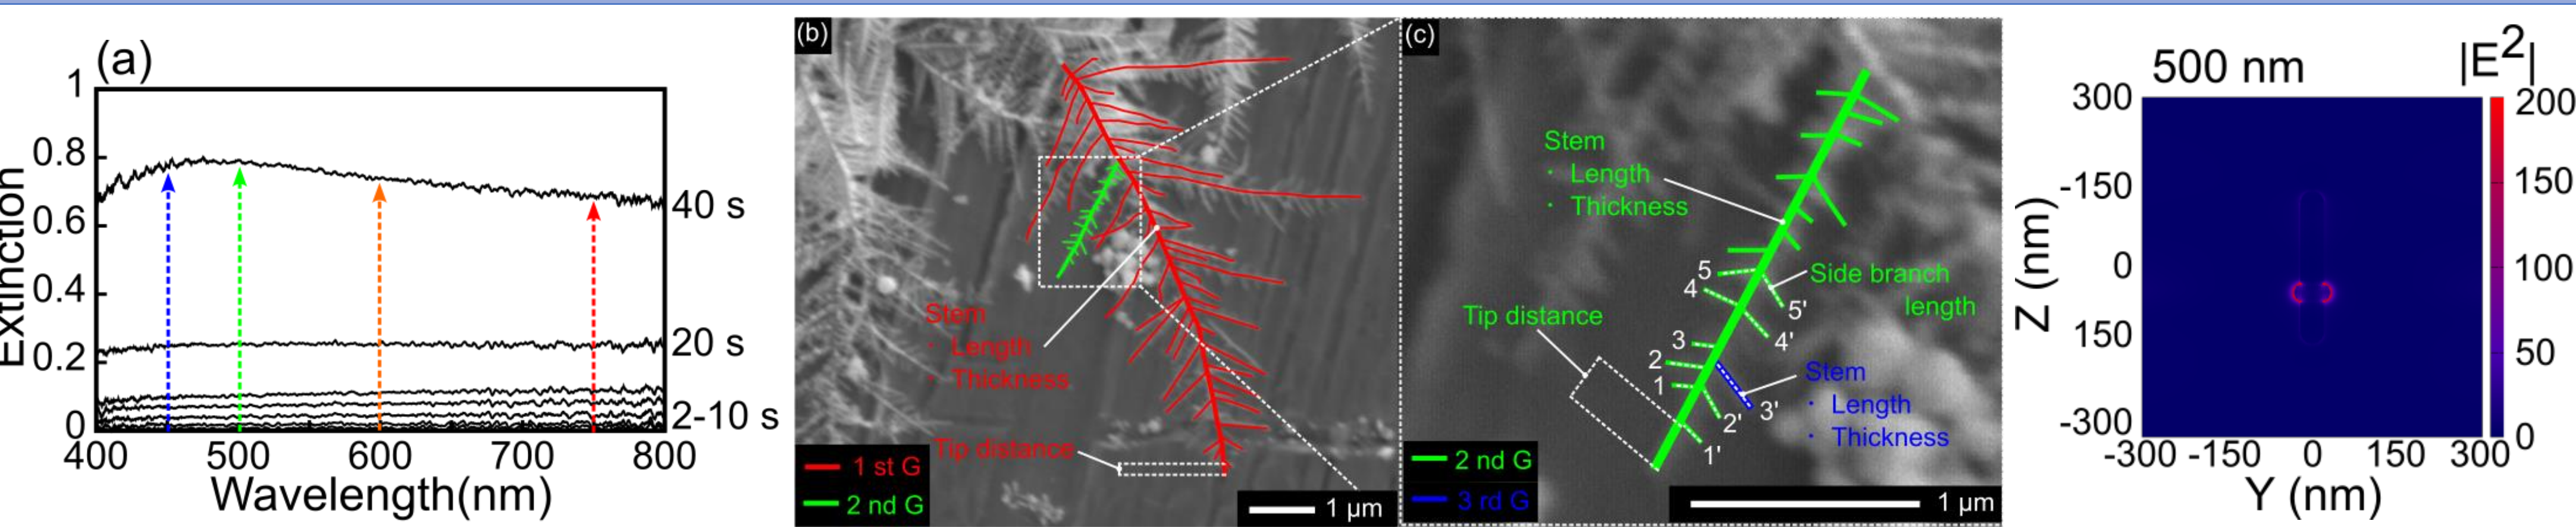 (a)
1
0.8
0.6
0.4
0.2
0
Extinction
400 500 600 700 800
Wavelength(nm)
40 s
20 s
2-10 s
(b)
Stem
· Length
· Thickness
Tip distance
1 st G
2 nd G
1 µm
(c)
Stem
· Length
· Thickness
Side branch
length
Tip distance
5
4
3
2
1
5'
4'
3'
2'
1'
Stem
· Length
· Thickness
2 nd G
3 rd G
1 µm
500 nm
|E2|
300
-150
0
150
-300
Z (nm)
-300 -150 0 150 300
Y (nm)
200
150
100
50
0